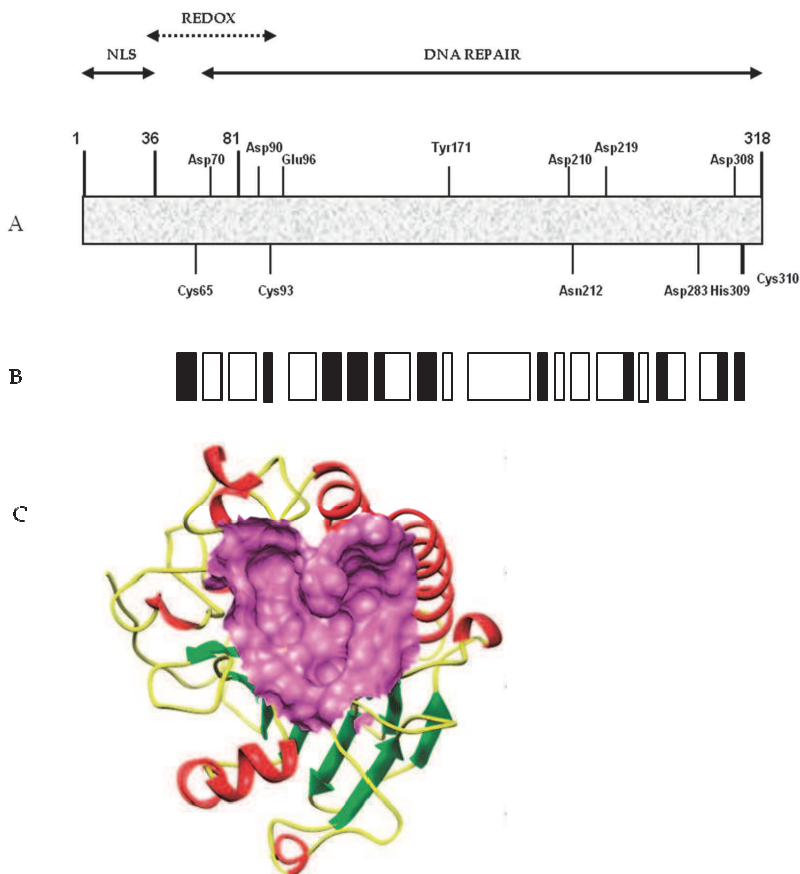 REDOX
NLS
DNA REPAIR
1
36
81
318
Asp70
Asp90
Glu96
Tyr171
Asp210
Asp219
Asp308
A
Cys65
Cys93
Asn212
Asp283
His309
Cys310
B
C